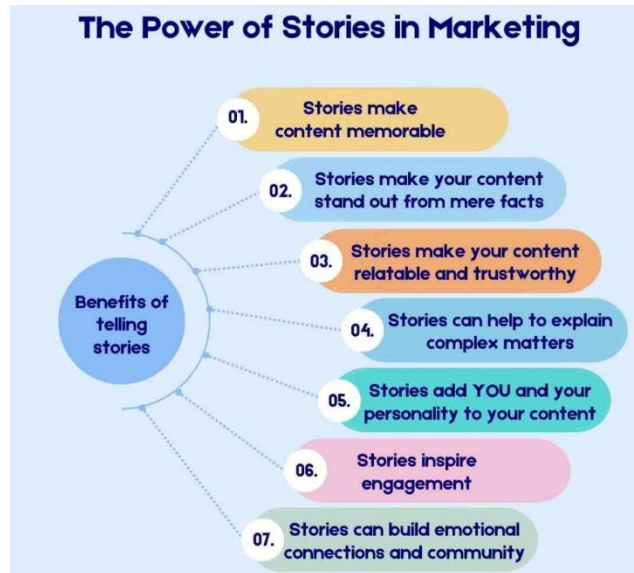 The Power of Stories in Marketing
Benefits of
telling
stories
01.
Stories make
content memorable
02.
Stories make your content
stand out from mere facts
03.
Stories make your content
relatable and trustworthy
04.
Stories can help to explain
complex matters
05.
Stories add YOU and your
personality to your content
06.
Stories inspire
engagement
07.
Stories can build emotional
connections and community